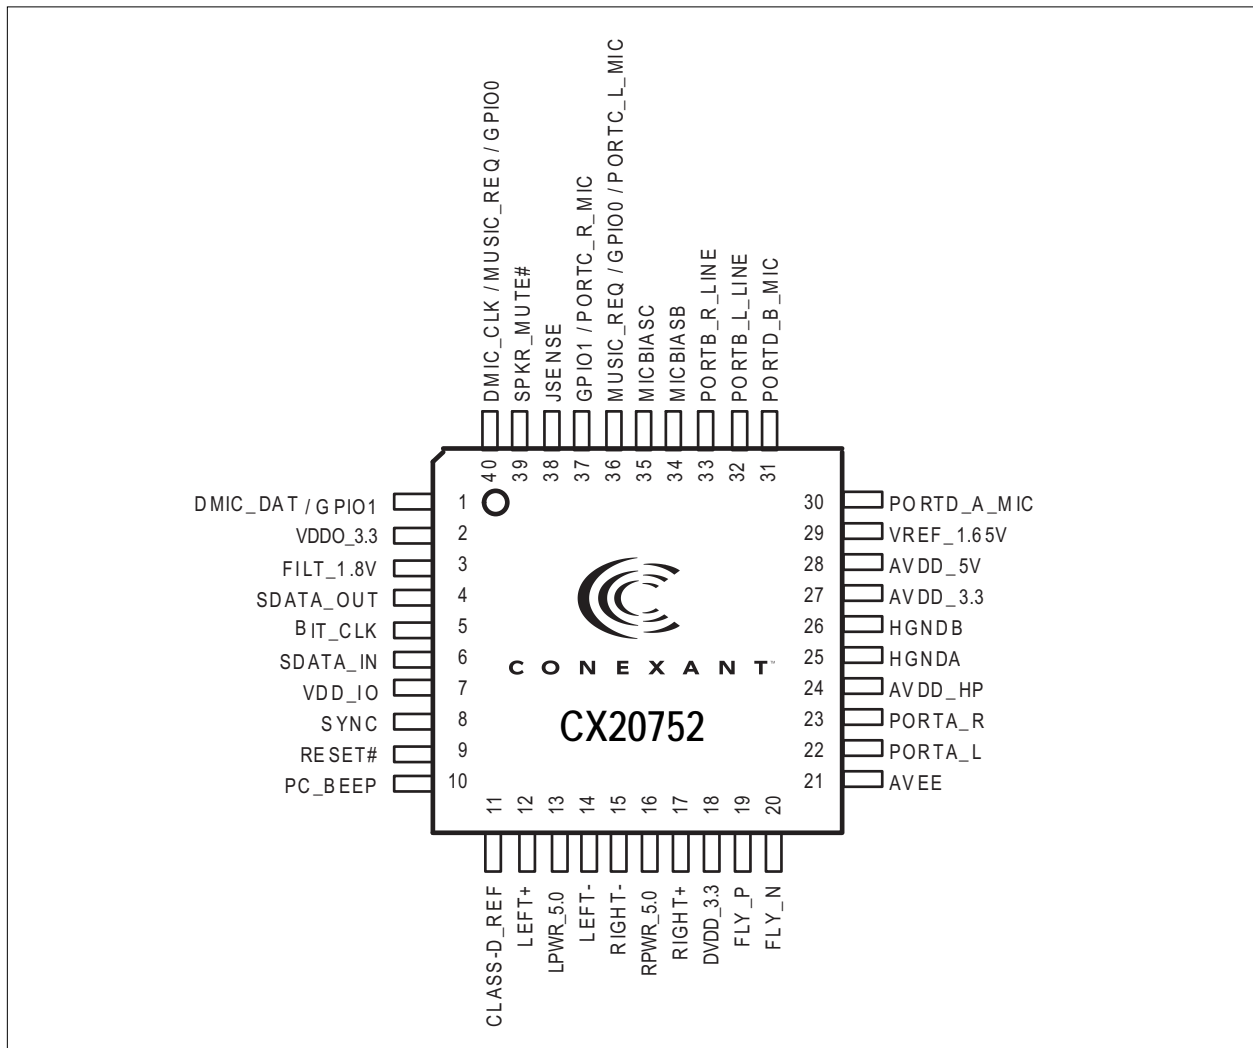 DMIC_CLK / MUSIC_REQ / GPIO0
SPKR_MUTE#
JSENSE
GPIO1 / PORTC_R_MIC
MUSIC_REQ / GPIO0 / PORTC_L_MIC
MICBIASC
MICBIASB
PORTB_R_LINE
PORTB_L_LINE
PORTD_B_MIC
40
39
38
37
36
35
34
33
32
31
DMIC_DAT / GPIO1
1
VDDO_3.3
2
FILT_1.8V
3
SDATA_OUT
4
BIT_CLK
5
SDATA_IN
6
VDD_IO
7
SYNC
8
RESET#
9
PC_BEEP
10
CONEXANT™
CX20752
30
PORTD_A_MIC
29
VREF_1.65V
28
AVDD_5V
27
AVDD_3.3
26
HGNDB
25
HGNDA
24
AVDD_HP
23
PORTA_R
22
PORTA_L
21
AVEE
11
12
13
14
15
16
17
18
19
20
CLASS-D_REF
LEFT+
LPWR_5.0
LEFT-
RIGHT-
RPWR_5.0
RIGHT+
DVDD_3.3
FLY_P
FLY_N